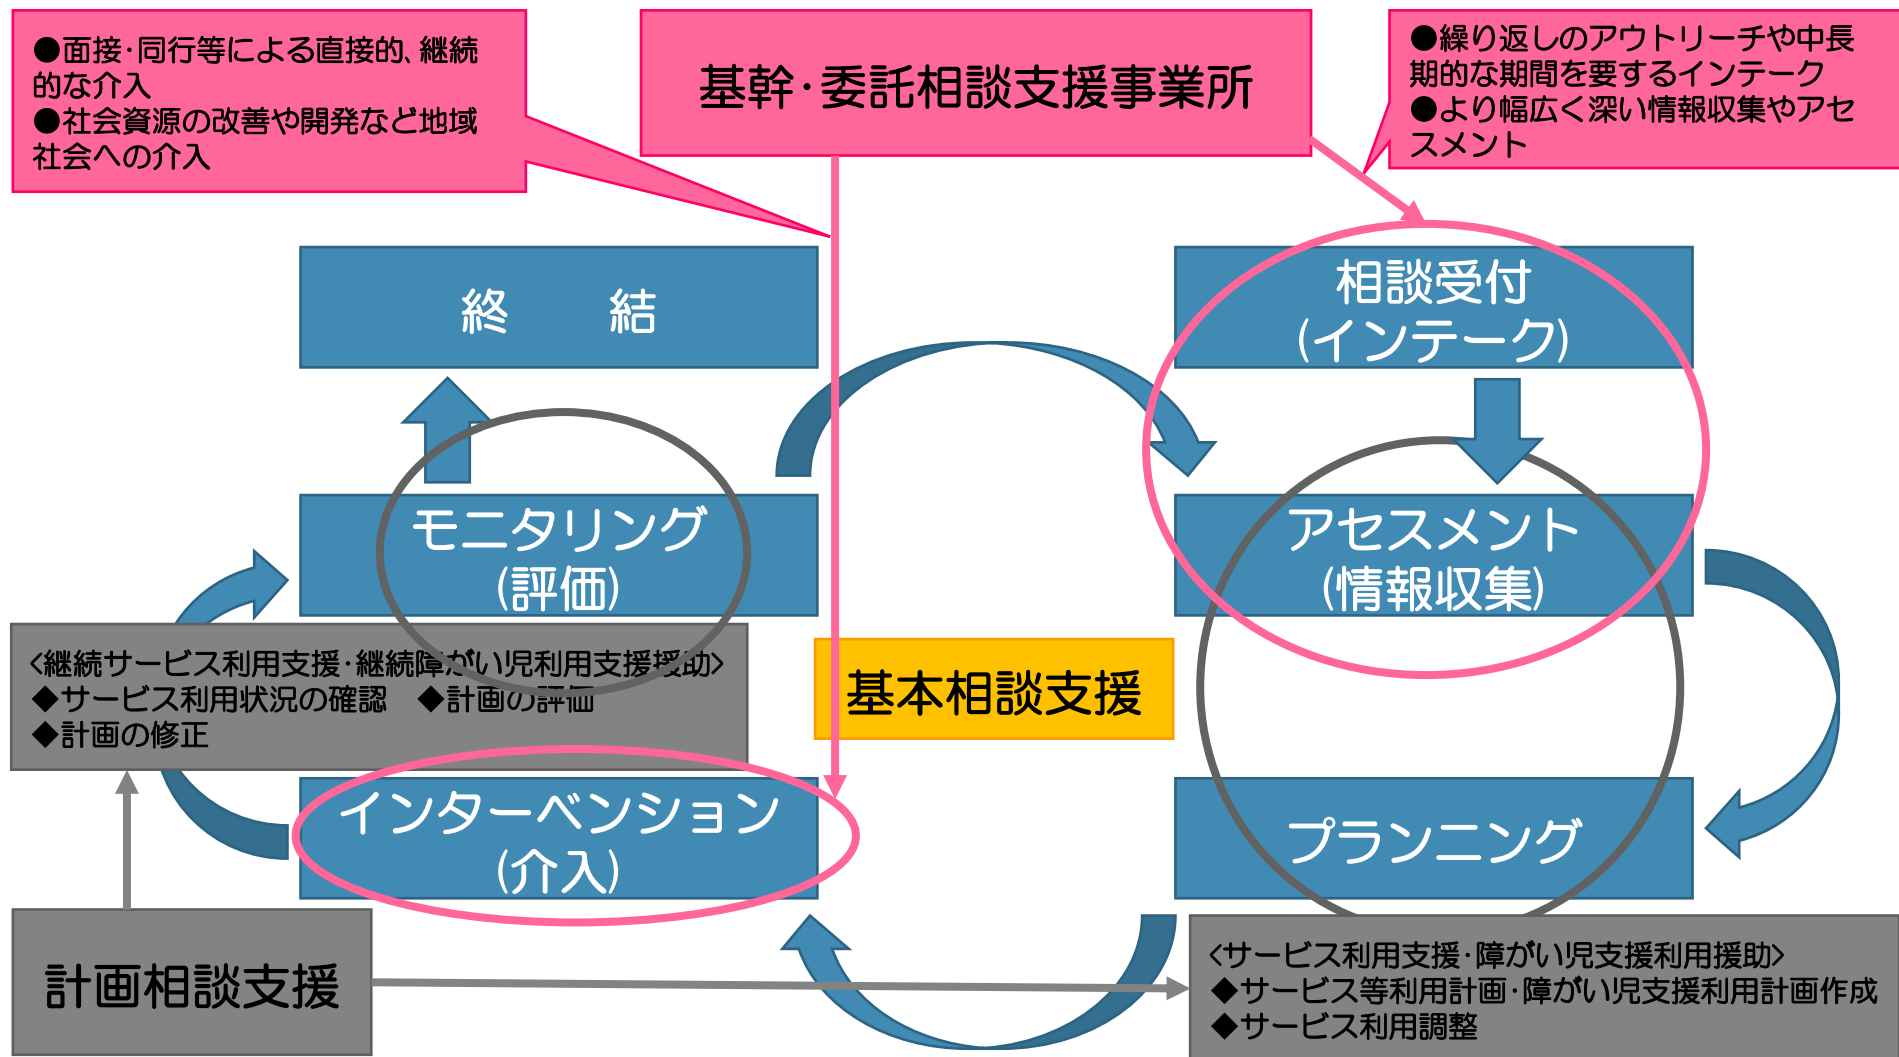 ●面接・同行等による直接的、継続
的な介入
●社会資源の改善や開発など地域
社会への介入
基幹・委託相談支援事業所
●繰り返しのアウトリーチや中長
期的な期間を要するインテーク
●より幅広く深い情報収集やアセ
スメント
終　　結
相談受付
(インテーク)
モニタリング
(評価)
アセスメント
(情報収集)
<継続サービス利用支援・継続障がい児利用支援援助>
◆サービス利用状況の確認　◆計画の評価
◆計画の修正
基本相談支援
インターベンション
(介入)
プランニング
計画相談支援
<サービス利用支援・障がい児支援利用援助>
◆サービス等利用計画・障がい児支援利用計画作成
◆サービス利用調整